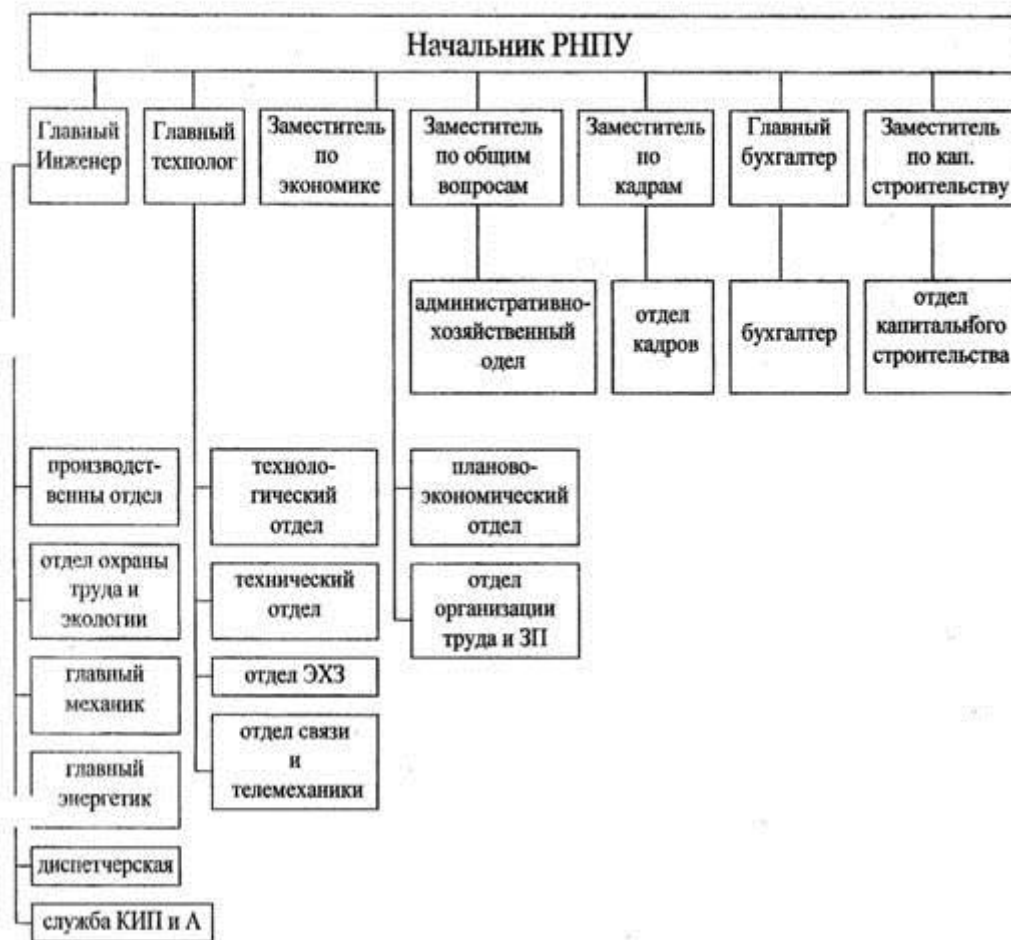 Начальник РНПУ
Главный
Инженер
Главный
техполог
Заместитель
по
экономике
Заместитель
по общим
вопросам
Заместитель
по
кадрам
Главный
бухгалтер
Заместитель
по кап.
строительству
административно-
хозяйственный
одел
отдел
кадров
бухгалтер
отдел
капитального
строительства
производст-
венны отдел
отдел охраны
труда и
экологии
главный
механик
главный
энергетик
диспетчерская
служба КИП и А
техноло-
гический
отдел
технический
отдел
отдел ЭХЗ
отдел связи
и
телемеханики
планово-
экономический
отдел
отдел
организации
труда и ЗП